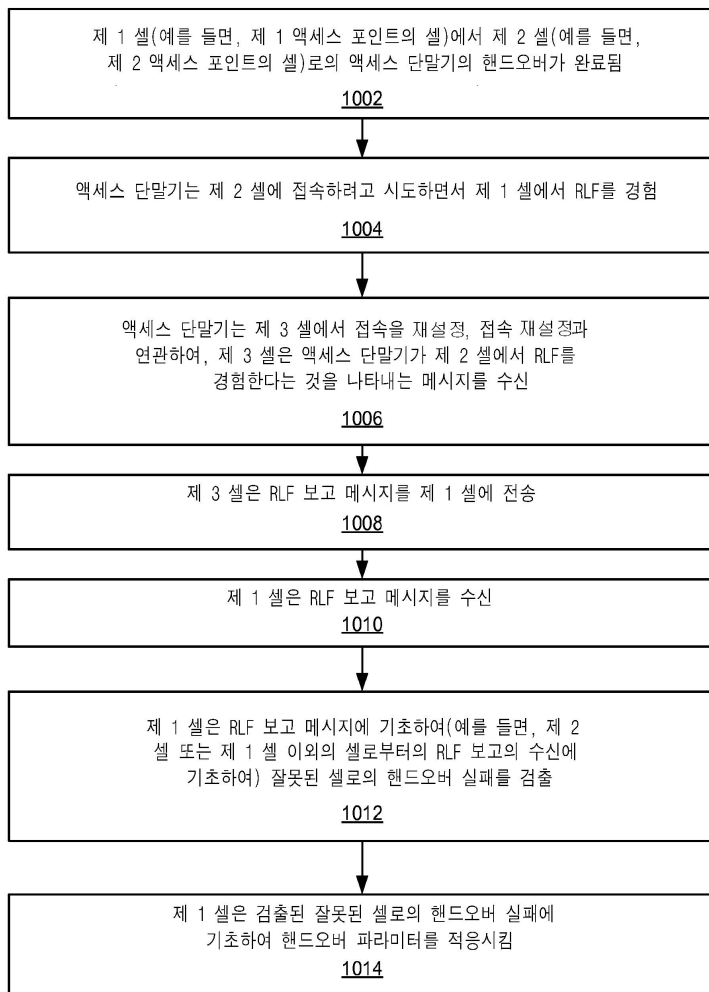 제 1 셀(예를 들면, 제 1 액세스 포인트의 셀)에서 제 2 셀(예를 들면,
제 2 액세스 포인트의 셀)로의 액세스 단말기의 핸드오버가 완료됨
1002
액세스 단말기는 제 2 셀에 접속하려고 시도하면서 제 1 셀에서 RLF를 경험
1004
액세스 단말기는 제 3 셀에서 접속을 재설정, 접속 재설정과
연관하여, 제 3 셀은 액세스 단말기가 제 2 셀에서 RLF를
경험한다는 것을 나타내는 메시지를 수신
1006
제 3 셀은 RLF 보고 메시지를 제 1 셀에 전송
1008
제 1 셀은 RLF 보고 메시지를 수신
1010
제 1 셀은 RLF 보고 메시지에 기초하여(예를 들면, 제 2
셀 또는 제 1 셀 이외의 셀로부터의 RLF 보고의 수신에
기초하여) 잘못된 셀로의 핸드오버 실패를 검출
1012
제 1 셀은 검출된 잘못된 셀로의 핸드오버 실패에
기초하여 핸드오버 파라미터를 적응시킴
1014